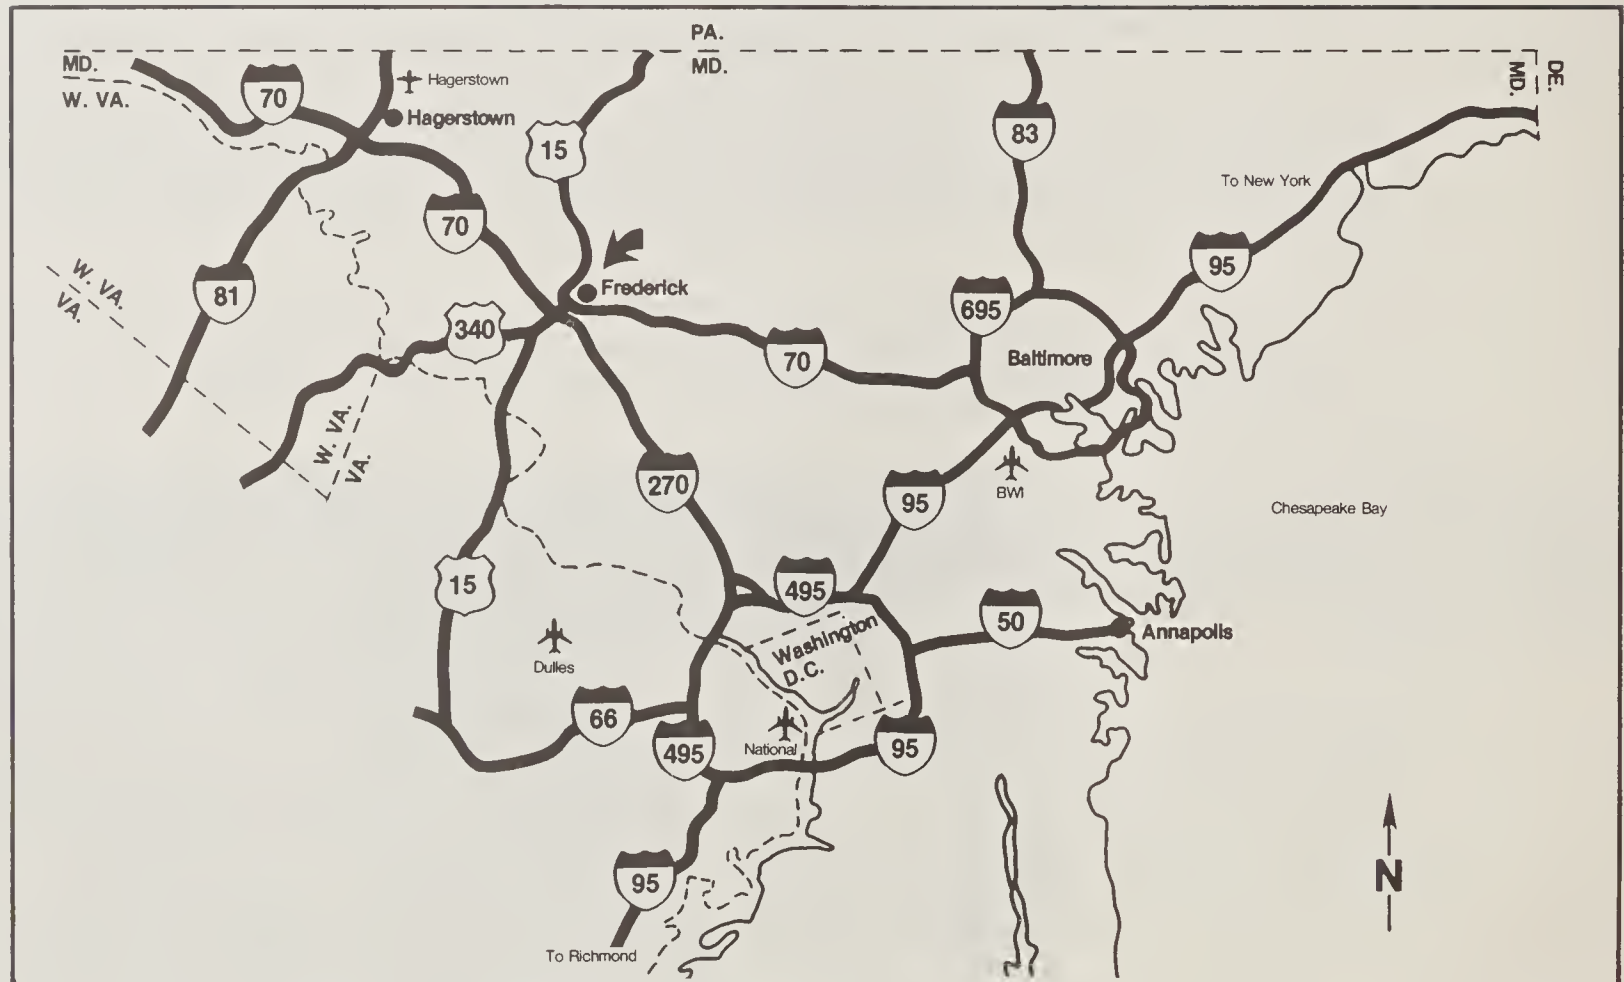 PA.
MD.
MD.
W. VA.
DE.
MD.
70
Hagerstown
Hagerstown
15
83
To New York
70
95
W. VA.
VA.
81
Frederick
695
340
Baltimore
70
W. VA.
VA.
270
95
BWI
Chesapeake Bay
15
495
50
Annapolis
Washington
D.C.
Dulles
66
495
National
95
95
N
To Richmond